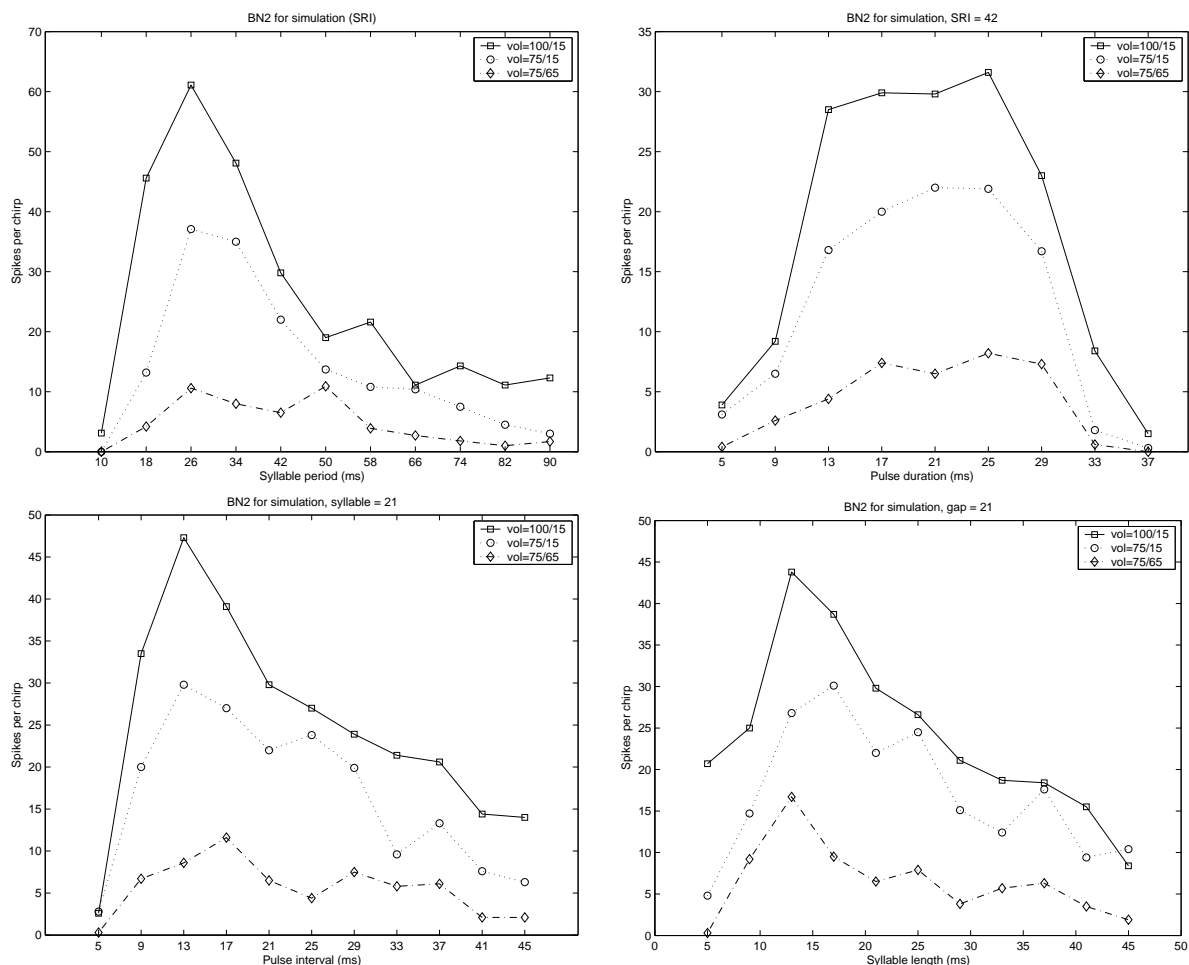 BN2 for simulation (SRI)
70
60
50
40
30
20
10
0
Spikes per chirp
vol=100/15
vol=75/15
vol=75/65
10 18 26 34 42 50 58 66 74 82 90
Syllable period (ms)
BN2 for simulation, SRI = 42
35
30
25
20
15
10
5
0
Spikes per chirp
vol=100/15
vol=75/15
vol=75/65
5 9 13 17 21 25 29 33 37
Pulse duration (ms)
BN2 for simulation, syllable = 21
50
45
40
35
30
25
20
15
10
5
0
Spikes per chirp
vol=100/15
vol=75/15
vol=75/65
5 9 13 17 21 25 29 33 37 41 45
Pulse interval (ms)
BN2 for simulation, gap = 21
50
45
40
35
30
25
20
15
10
5
0
Spikes per chirp
vol=100/15
vol=75/15
vol=75/65
0 5 10 15 20 25 30 35 40 45 50
Syllable length (ms)